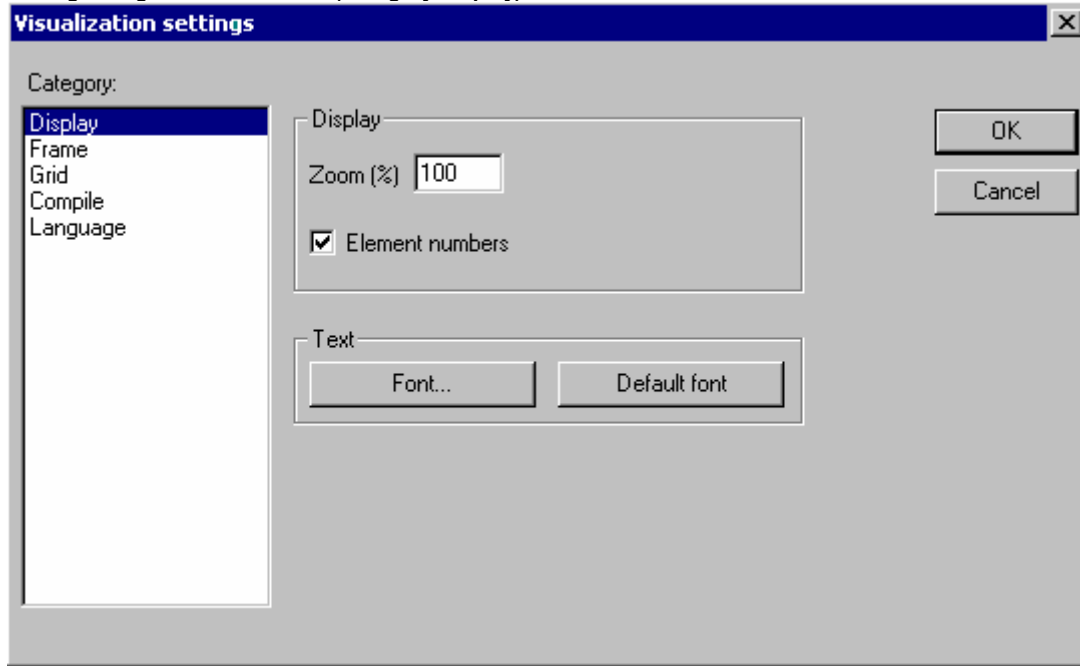 Visualization settings
Category:
Display
Frame
Grid
Compile
Language
Display
Zoom (%) 100
Element numbers
Text
Font...
Default font
OK
Cancel